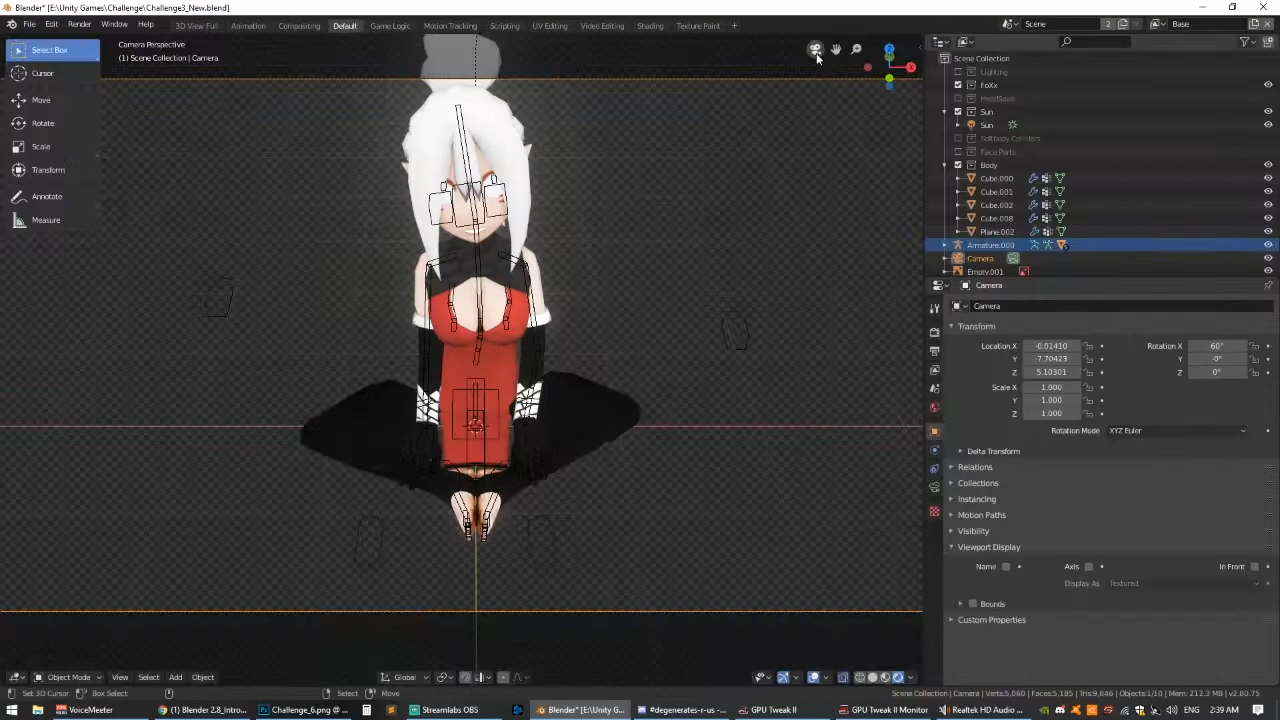 Blender* [E:\Unity Games\Challenge\Challenge3_New.blend]
File Edit Render Window Help
3D View Full Animation Compositing Default Game Logic Motion Tracking Scripting UV Editing Video Editing Shading Texture Paint +
Scene 2 Base
Select Box
Cursor
Move
Rotate
Scale
Transform
Annotate
Measure
Camera Perspective
(1) Scene Collection | Camera
Z
X
Scene Collection
Lighting
FoXx
HeadSave
Sun
Sun
Softbody Colliders
Face Parts
Body
Cube.000
Cube.001
Cube.002
Cube.008
Plane.002
Armature.000
Camera
Empty.001
Camera
Camera
Transform
Location X -0.01410 Rotation X 60°
Y -7.70423 Y -0°
Z 5.10301 Z 0°
Scale X 1.000
Y 1.000
Z 1.000
Rotation Mode XYZ Euler
Delta Transform
Relations
Collections
Instancing
Motion Paths
Visibility
Viewport Display
Name Axis In Front
Display As Textured
Bounds
Custom Properties
Object Mode View Select Add Object Global
Set 3D Cursor Box Select Select Move
Scene Collection | Camera | Verts:5,060 | Faces:5,185 | Tris:9,846 | Objects:1/10 | Mem: 212.3 MB | v2.80.75
VoiceMeeter (1) Blender 2.8_Intro... Challenge_6.png @... Streamlabs OBS Blender* [E:\Unity G... #degenerates-r-us -... GPU Tweak II GPU Tweak II Monitor Realtek HD Audio ... ENG 2:39 AM